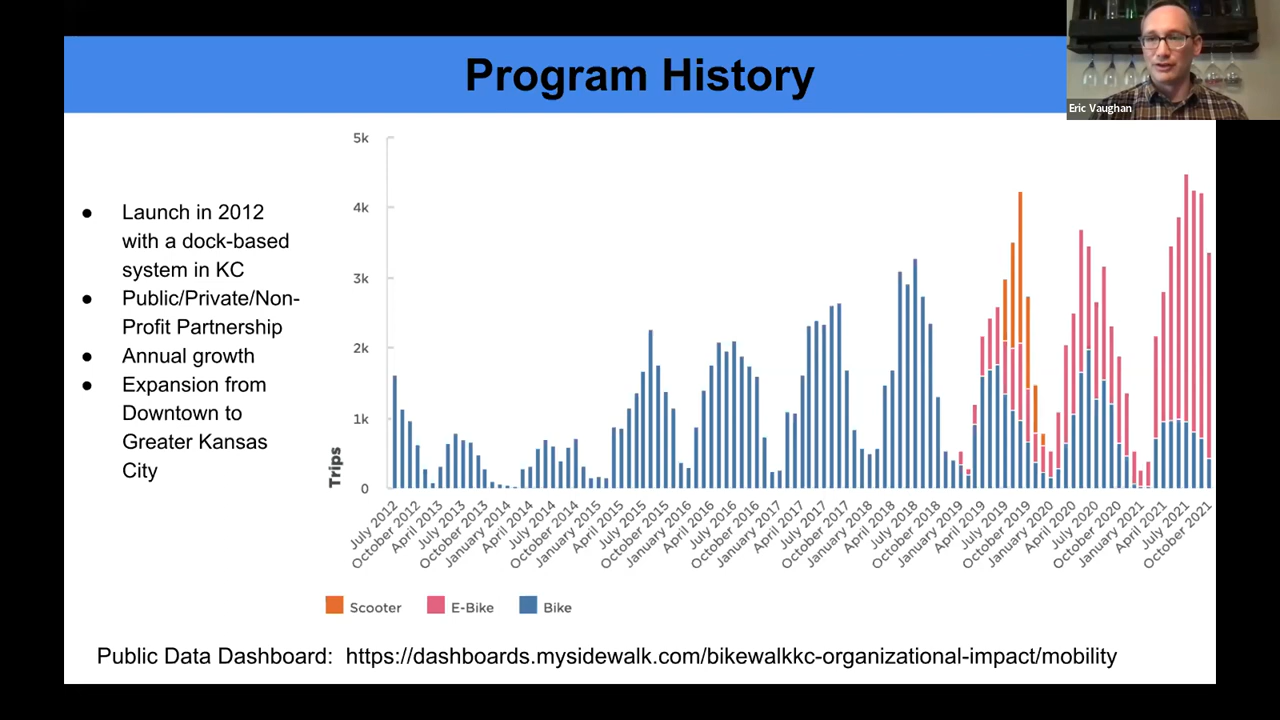 Program History
Eric Vaughan
● Launch in 2012
with a dock-based
system in KC
● Public/Private/Non-
Profit Partnership
● Annual growth
● Expansion from
Downtown to
Greater Kansas
City
5k
4k
3k
2k
1k
0
Trips
July 2012
October 2012
April 2013
July 2013
October 2013
January 2014
April 2014
July 2014
October 2014
January 2015
April 2015
July 2015
October 2015
January 2016
April 2016
July 2016
October 2016
January 2017
April 2017
July 2017
October 2017
January 2018
April 2018
July 2018
October 2018
January 2019
April 2019
July 2019
October 2019
January 2020
April 2020
July 2020
October 2020
January 2021
April 2021
July 2021
October 2021
Scooter E-Bike Bike
Public Data Dashboard: https://dashboards.mysidewalk.com/bikewalkkc-organizational-impact/mobility